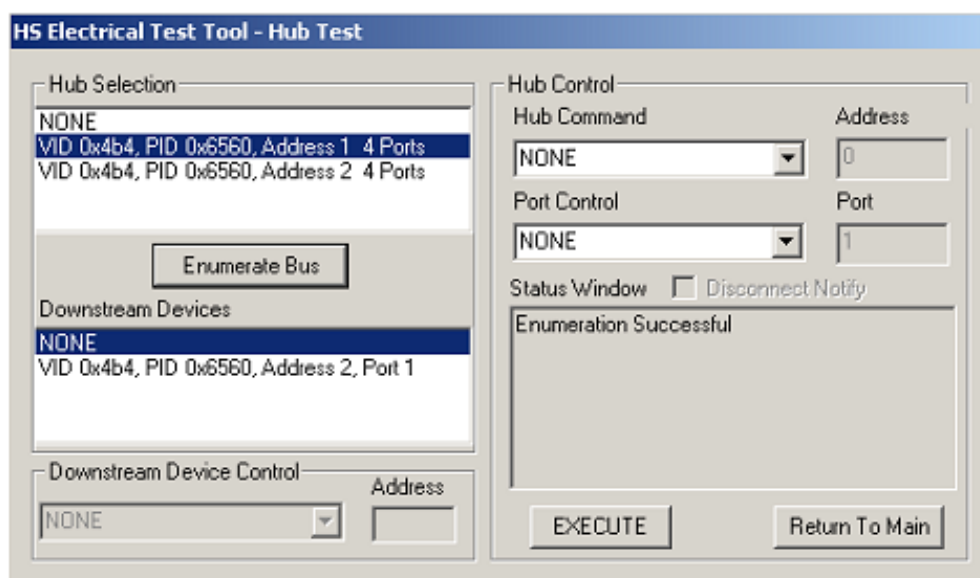 HS Electrical Test Tool - Hub Test
Hub Selection
NONE
VID 0x4b4, PID 0x6560, Address 1 4 Ports
VID 0x4b4, PID 0x6560, Address 2 4 Ports
Enumerate Bus
Downstream Devices
NONE
VID 0x4b4, PID 0x6560, Address 2, Port 1
Downstream Device Control
Address
NONE
Hub Control
Hub Command
Address
NONE
0
Port Control
Port
NONE
1
Status Window
Disconnect Notify
Enumeration Successful
EXECUTE
Return To Main